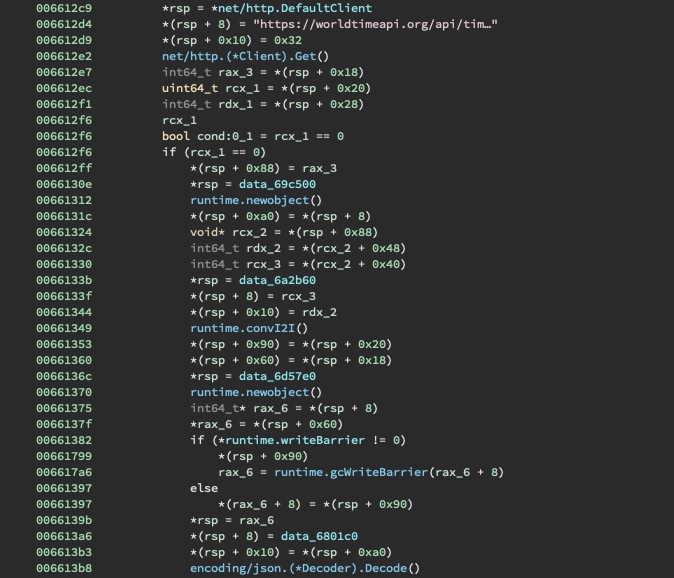 006612c9 *rsp = *net/http.DefaultClient
006612d4 *(rsp + 8) = "https://worldtimeapi.org/api/tim…"
006612d9 *(rsp + 0x10) = 0x32
006612e2 net/http.(*Client).Get()
006612e7 int64_t rax_3 = *(rsp + 0x18)
006612ec uint64_t rcx_1 = *(rsp + 0x20)
006612f1 int64_t rdx_1 = *(rsp + 0x28)
006612f6 rcx_1
006612f6 bool cond:0_1 = rcx_1 == 0
006612f6 if (rcx_1 == 0)
006612ff *(rsp + 0x88) = rax_3
0066130e *rsp = data_69c500
00661312 runtime.newobject()
0066131c *(rsp + 0xa0) = *(rsp + 8)
00661324 void* rcx_2 = *(rsp + 0x88)
0066132c int64_t rdx_2 = *(rcx_2 + 0x48)
00661330 int64_t rcx_3 = *(rcx_2 + 0x40)
0066133b *rsp = data_6a2b60
0066133f *(rsp + 8) = rcx_3
00661344 *(rsp + 0x10) = rdx_2
00661349 runtime.convI2I()
00661353 *(rsp + 0x90) = *(rsp + 0x20)
00661360 *(rsp + 0x60) = *(rsp + 0x18)
0066136c *rsp = data_6d57e0
00661370 runtime.newobject()
00661375 int64_t* rax_6 = *(rsp + 8)
0066137f *rax_6 = *(rsp + 0x60)
00661382 if (*runtime.writeBarrier != 0)
00661799 *(rsp + 0x90)
006617a6 rax_6 = runtime.gcWriteBarrier(rax_6 + 8)
00661397 else
00661397 *(rax_6 + 8) = *(rsp + 0x90)
0066139b *rsp = rax_6
006613a6 *(rsp + 8) = data_6801c0
006613b3 *(rsp + 0x10) = *(rsp + 0xa0)
006613b8 encoding/json.(*Decoder).Decode()